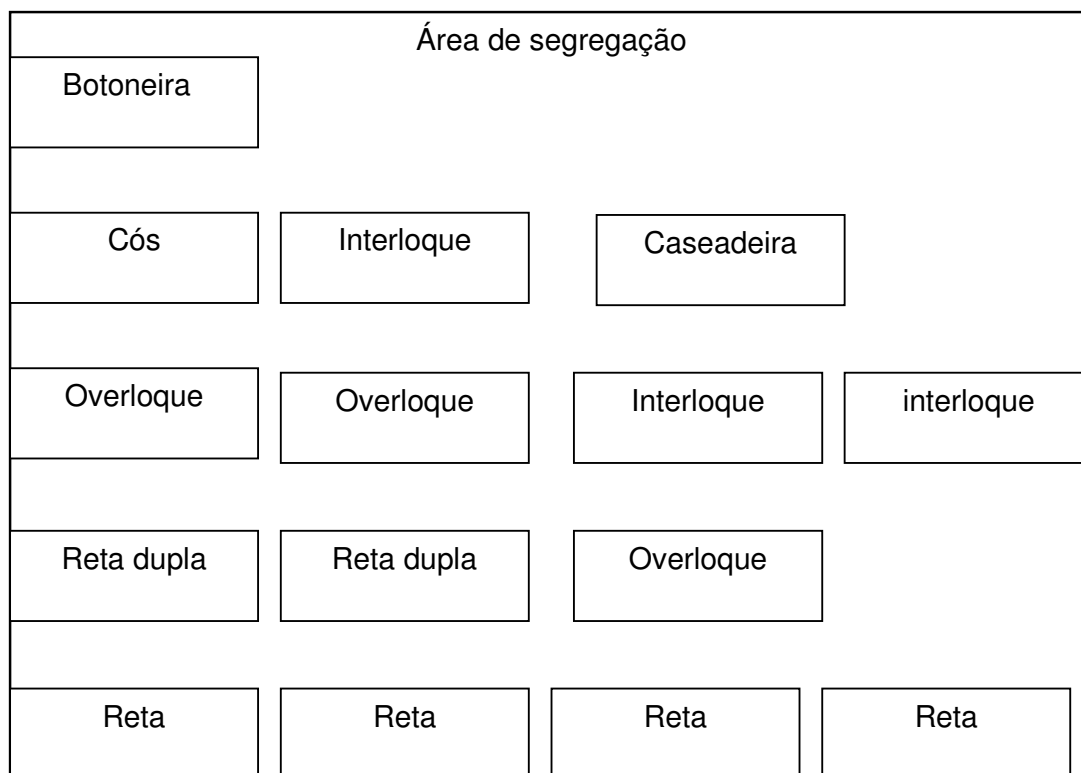 Área de segregação
Botoneira
Cós Interloque Caseadeira
Overloque Overloque Interloque interloque
Reta dupla Reta dupla Overloque
Reta Reta Reta Reta